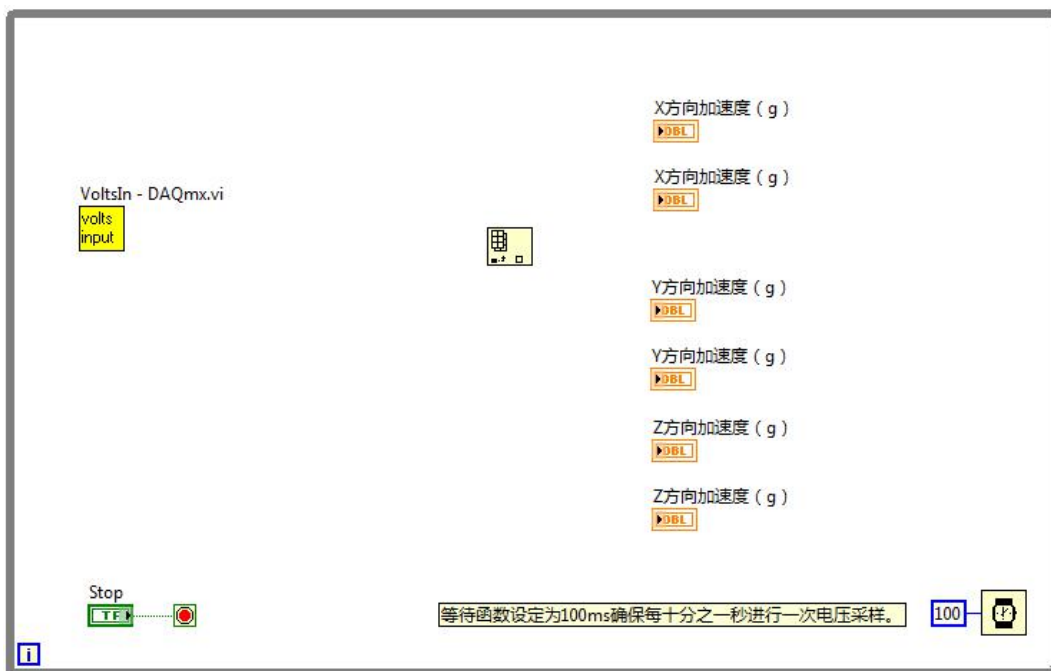 X方向加速度（g）
DBL
X方向加速度（g）
DBL
VoltsIn - DAQmx.vi
volts
input
Y方向加速度（g）
DBL
Y方向加速度（g）
DBL
Z方向加速度（g）
DBL
Z方向加速度（g）
DBL
Stop
TF
等待函数设定为100ms确保每十分之一秒进行一次电压采样。
100
i